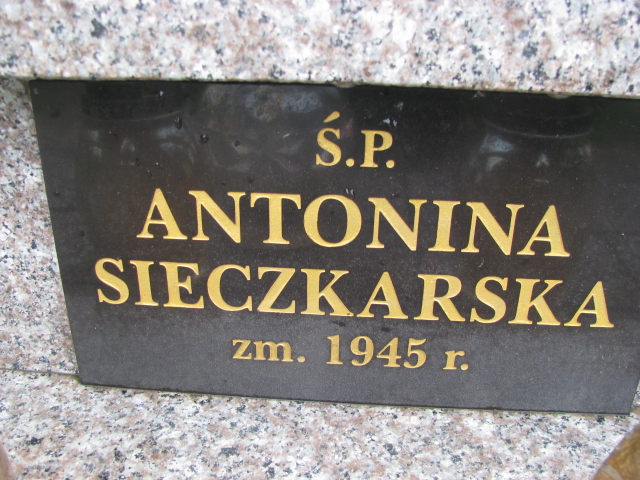 Ś.P.
ANTONINA
SIECZKARSKA
zm. 1945 r.